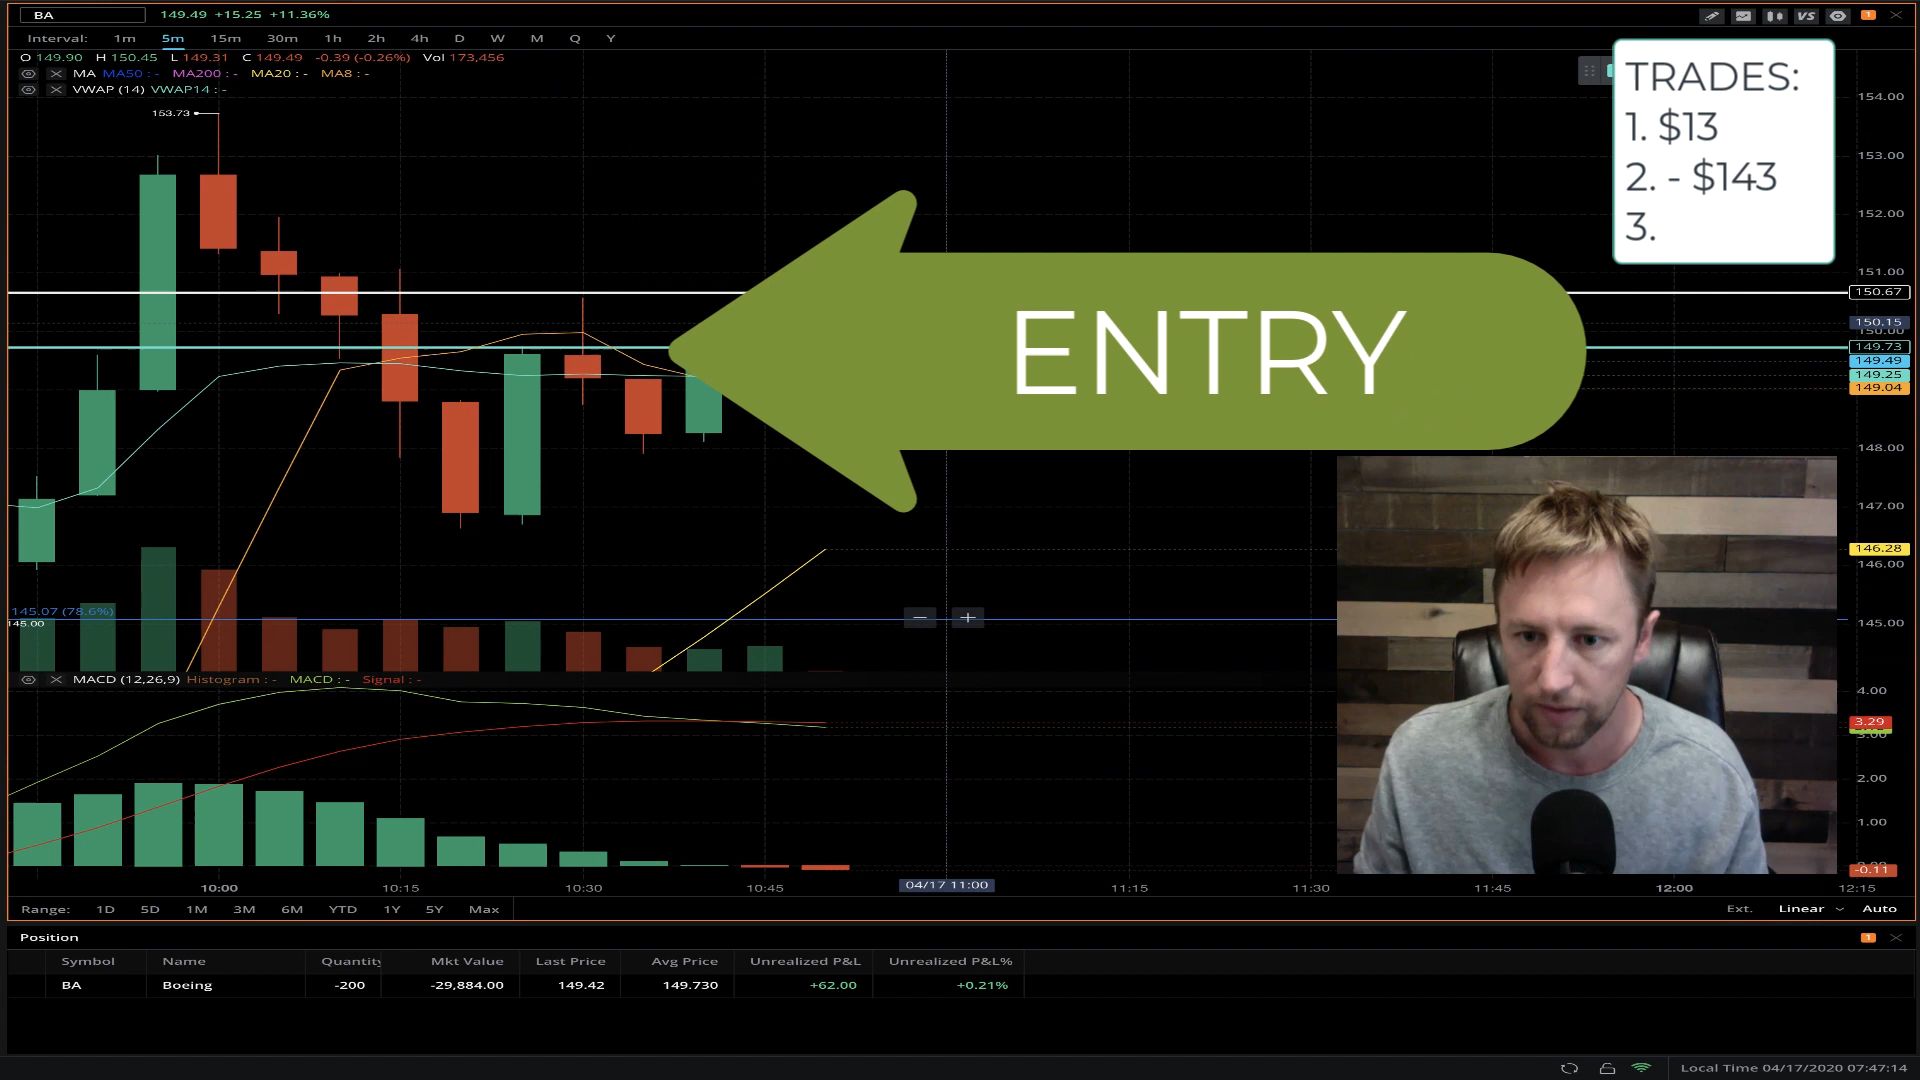 BA 149.49 +15.25 +11.36%
VS 1
Interval: 1m 5m 15m 30m 1h 2h 4h D W M Q Y
O 149.90 H 150.45 L 149.31 C 149.49 -0.39 (-0.26%) Vol 173,456
MA MA50 : - MA200 : - MA20 : - MA8 : -
VWAP (14) VWAP14 : -
153.73
TRADES:
1. $13
2. - $143
3.
ENTRY
154.00
153.00
152.00
151.00
150.67
150.15
150.00
149.73
149.49
149.25
149.04
148.00
147.00
146.28
146.00
145.07 (78.6%)
145.00
145.00
− +
MACD (12,26,9) Histogram : - MACD : - Signal : -
4.00
3.29
3.00
2.00
1.00
-0.11
10:00 10:15 10:30 10:45 04/17 11:00 11:15 11:30 11:45 12:00 12:15
Range: 1D 5D 1M 3M 6M YTD 1Y 5Y Max Ext. Linear Auto
Position 1
Symbol Name Quantity Mkt Value Last Price Avg Price Unrealized P&L Unrealized P&L%
BA Boeing -200 -29,884.00 149.42 149.730 +62.00 +0.21%
Local Time 04/17/2020 07:47:14